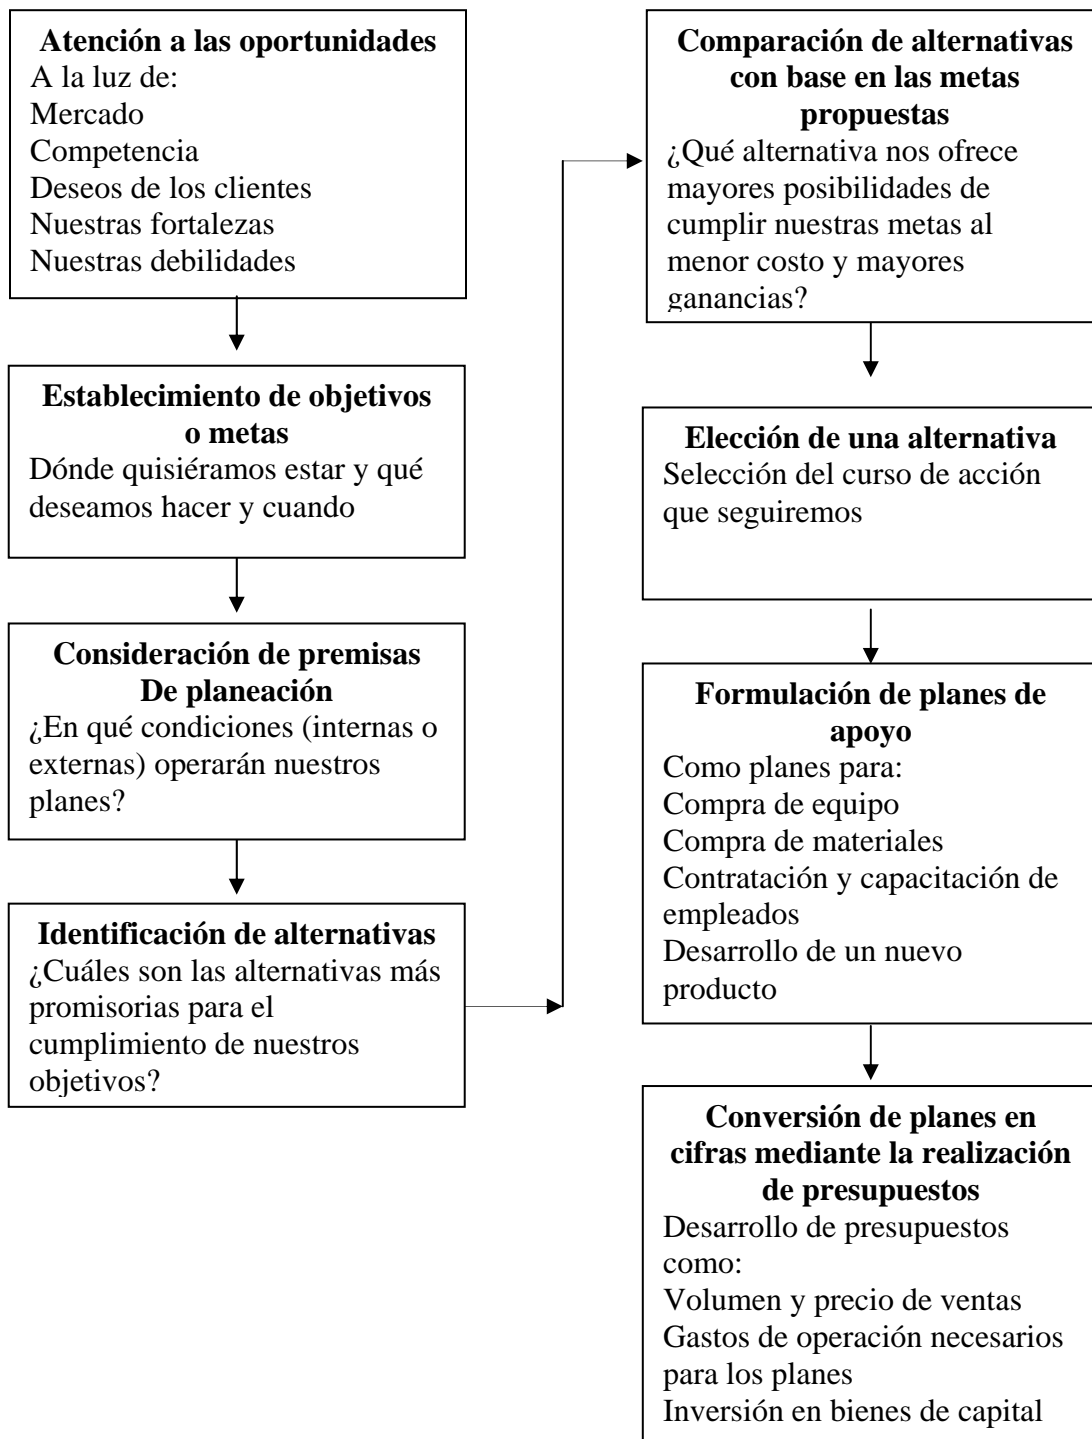 Atención a las oportunidades
A la luz de:
Mercado
Competencia
Deseos de los clientes
Nuestras fortalezas
Nuestras debilidades
Establecimiento de objetivos
o metas
Dónde quisiéramos estar y qué
deseamos hacer y cuando
Consideración de premisas
De planeación
¿En qué condiciones (internas o
externas) operarán nuestros
planes?
Identificación de alternativas
¿Cuáles son las alternativas más
promisorias para el
cumplimiento de nuestros
objetivos?
Comparación de alternativas
con base en las metas
propuestas
¿Qué alternativa nos ofrece
mayores posibilidades de
cumplir nuestras metas al
menor costo y mayores
ganancias?
Elección de una alternativa
Selección del curso de acción
que seguiremos
Formulación de planes de
apoyo
Como planes para:
Compra de equipo
Compra de materiales
Contratación y capacitación de
empleados
Desarrollo de un nuevo
producto
Conversión de planes en
cifras mediante la realización
de presupuestos
Desarrollo de presupuestos
como:
Volumen y precio de ventas
Gastos de operación necesarios
para los planes
Inversión en bienes de capital